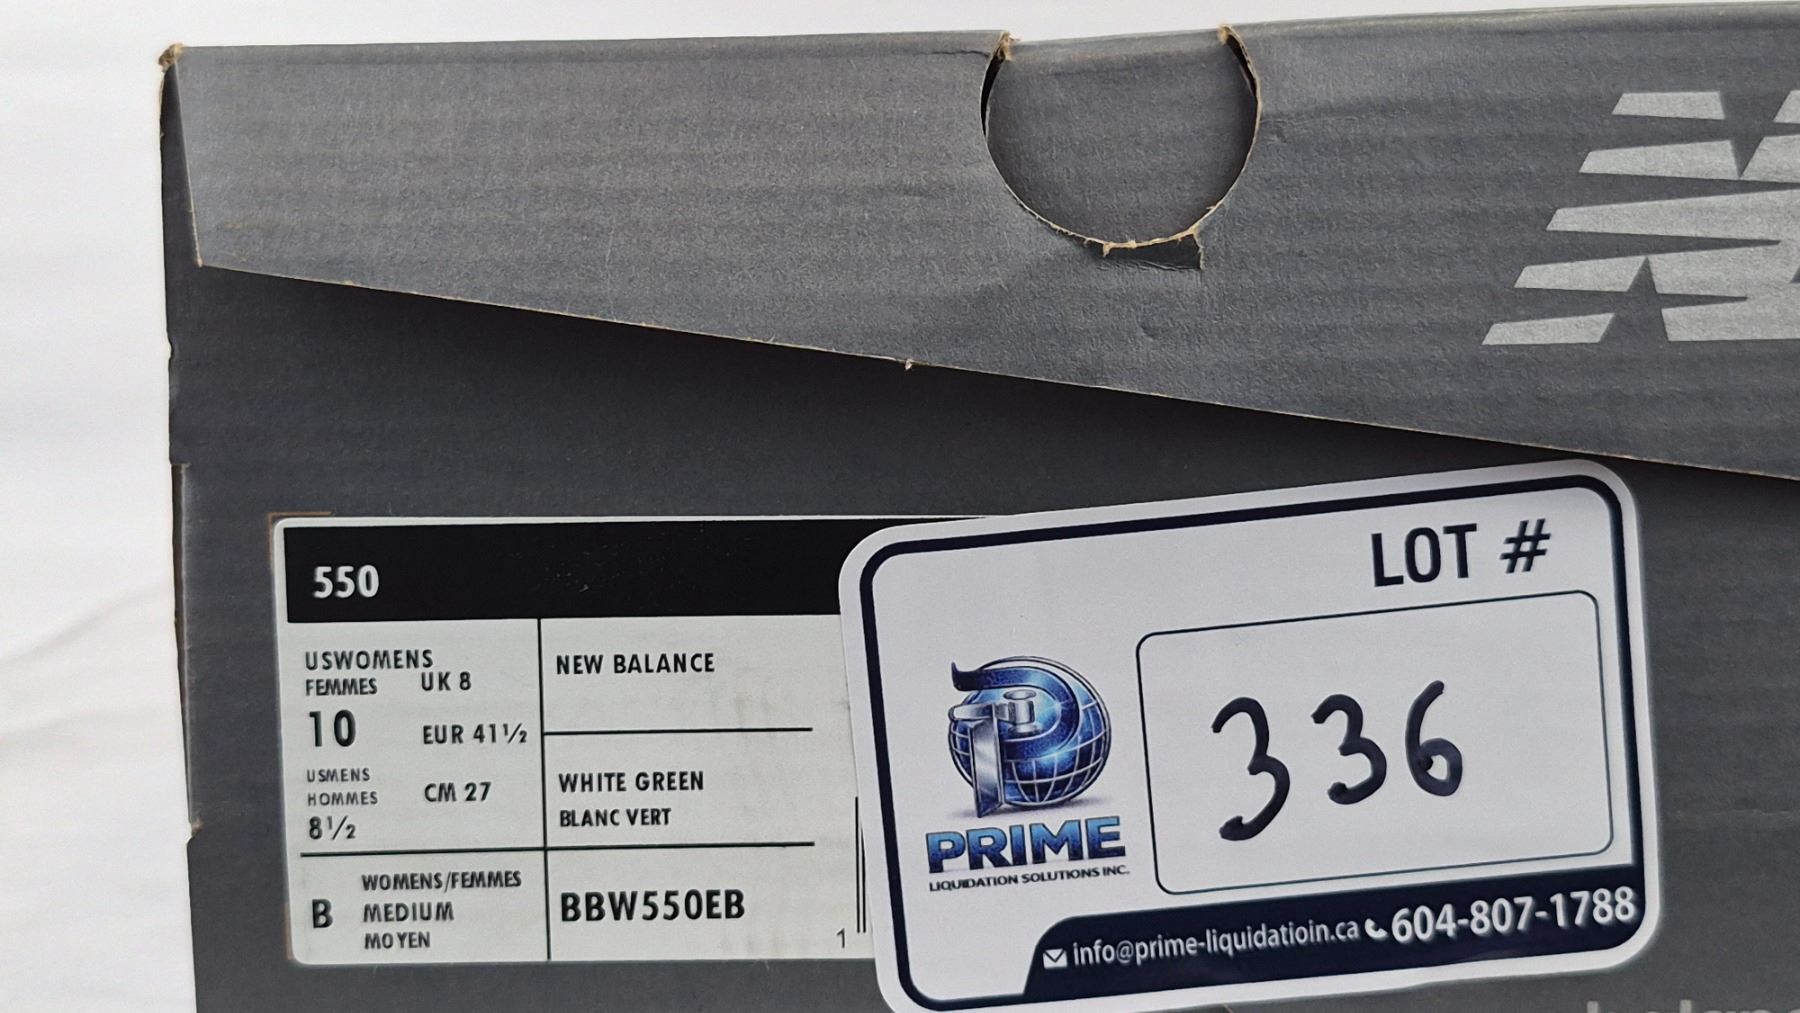 550
USWOMENS
FEMMES
UK 8
10
EUR 41½
USMENS
HOMMES
CM 27
8½
B
WOMENS/FEMMES
MEDIUM
MOYEN
NEW BALANCE
WHITE GREEN
BLANC VERT
BBW550EB
1
LOT #
336
PRIME
LIQUIDATION SOLUTIONS INC.
info@prime-liquidatioin.ca 604-807-1788